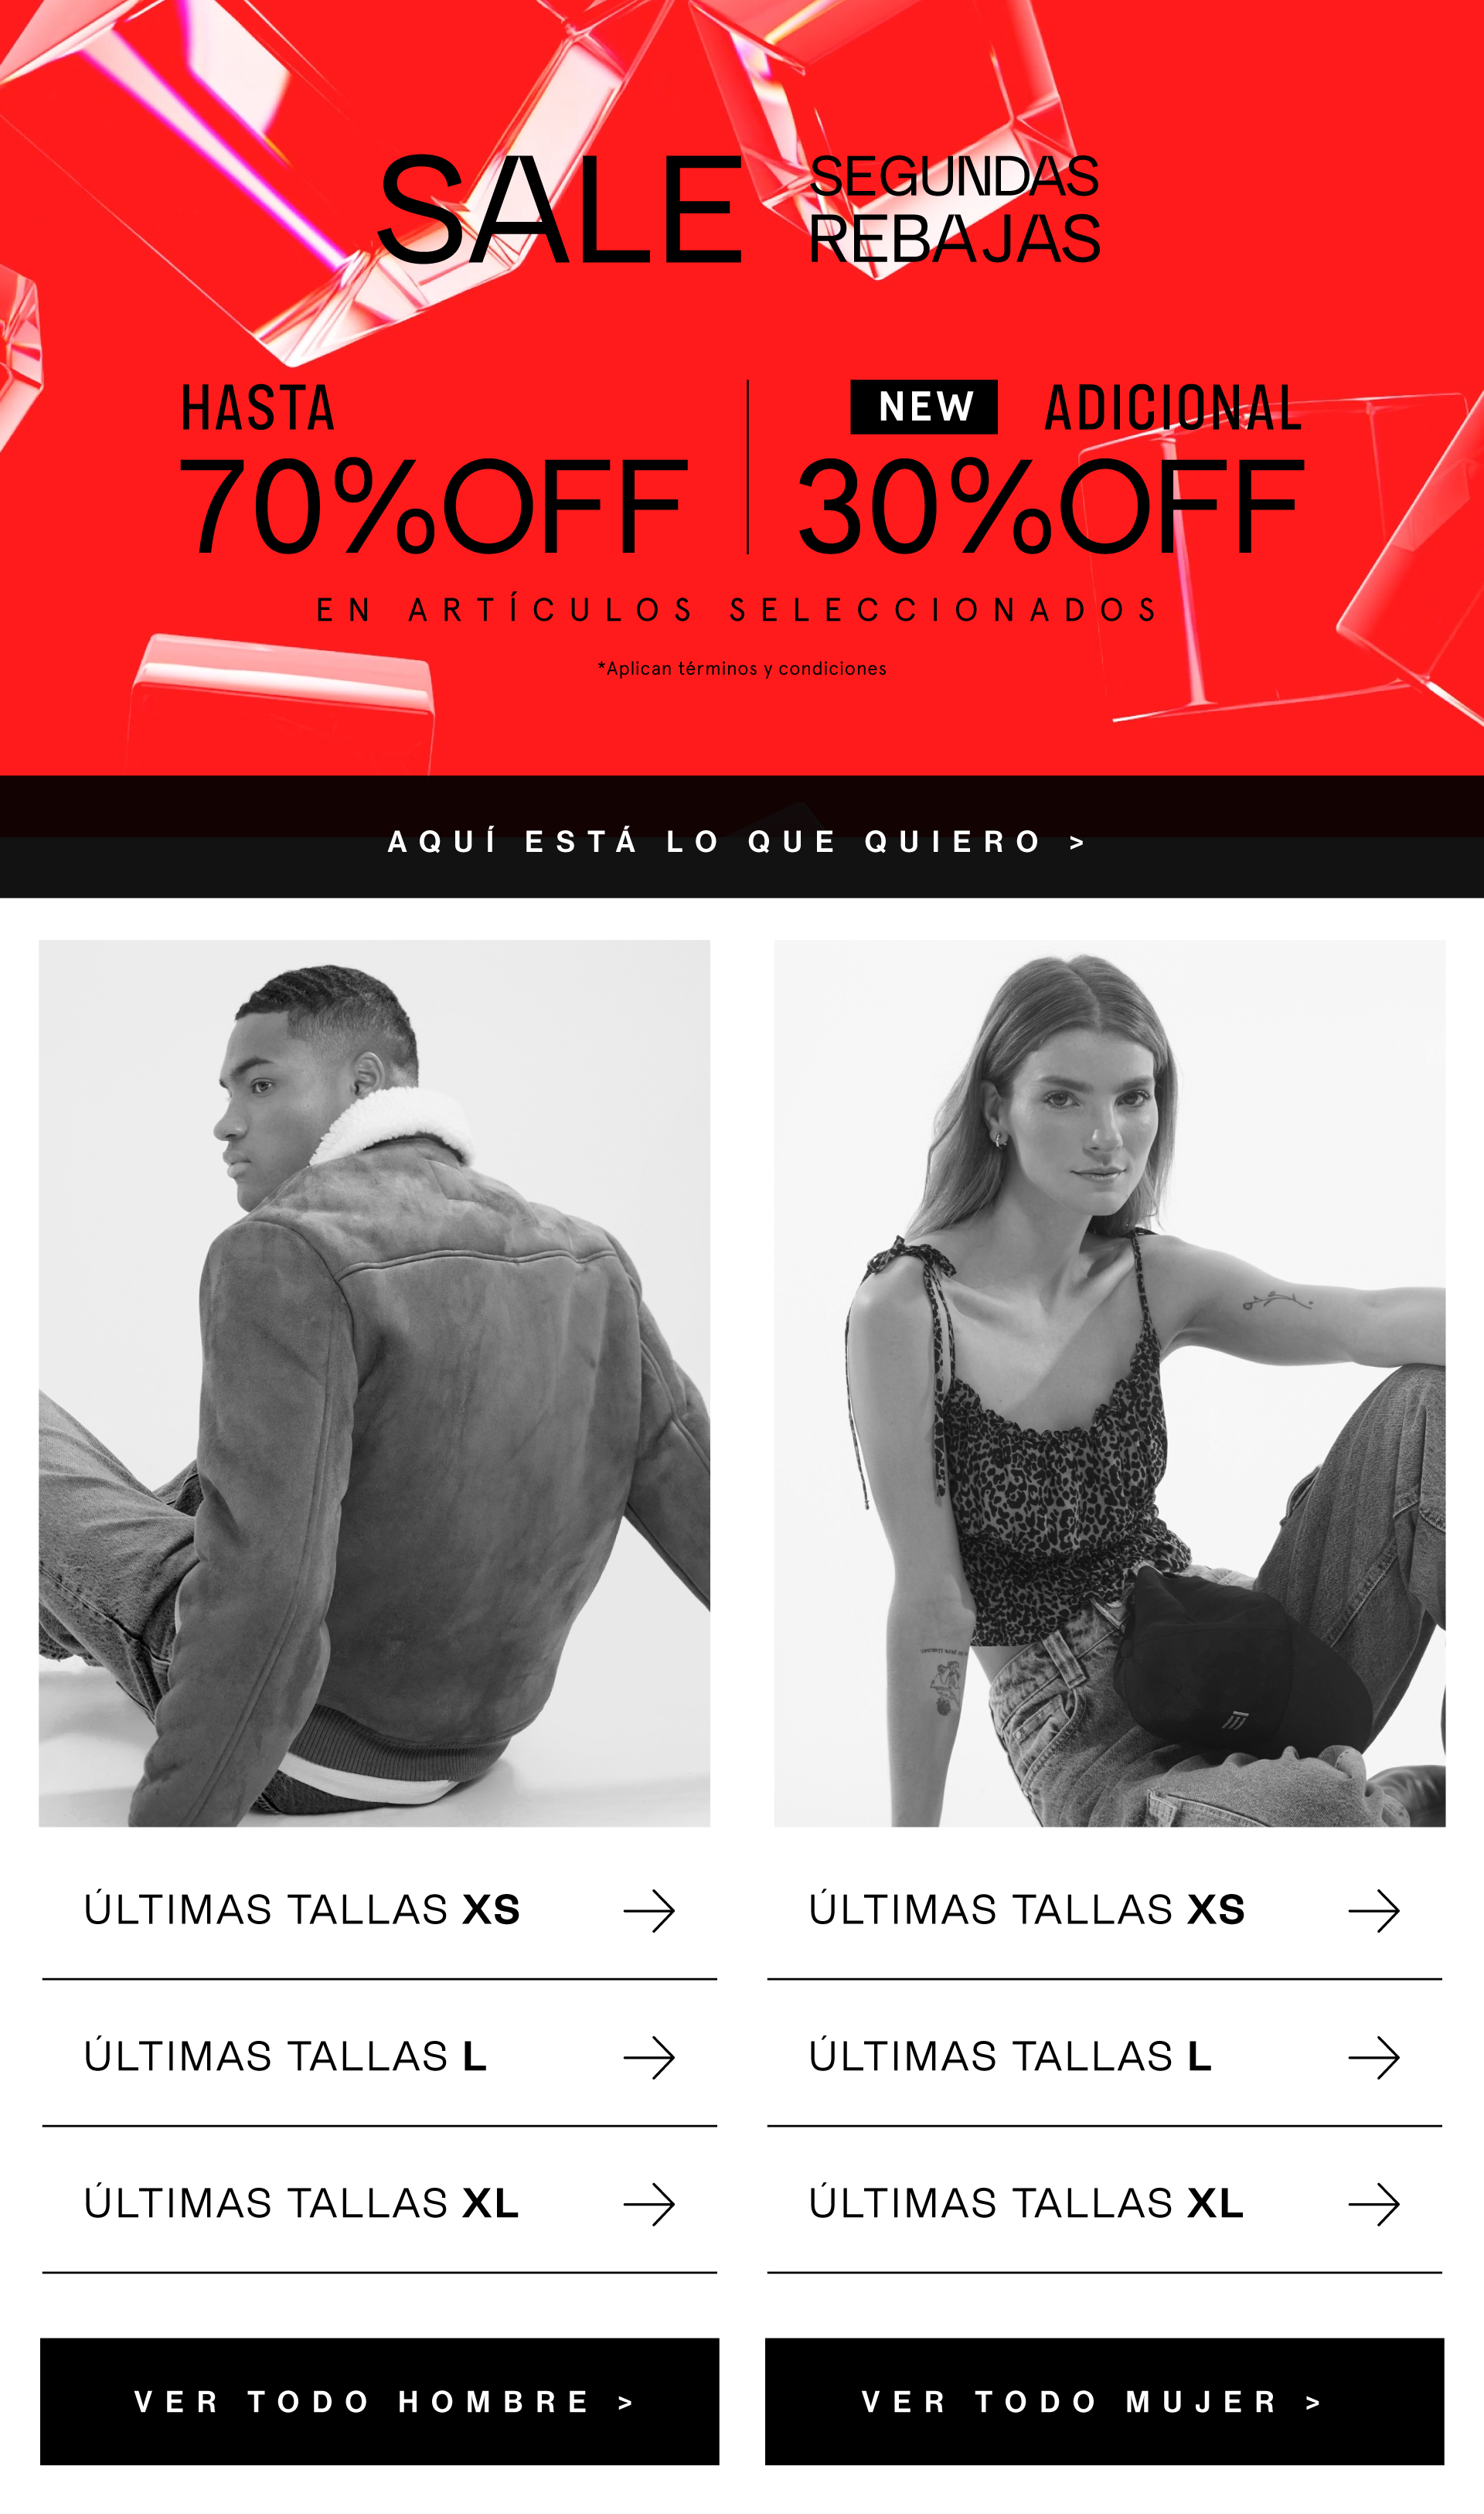 SALE
SEGUNDAS
REBAJAS
HASTA
70%OFF
NEW ADICIONAL
30%OFF
EN ARTÍCULOS SELECCIONADOS
*Aplican términos y condiciones
AQUÍ ESTÁ LO QUE QUIERO >
ÚLTIMAS TALLAS XS
ÚLTIMAS TALLAS L
ÚLTIMAS TALLAS XL
VER TODO HOMBRE >
ÚLTIMAS TALLAS XS
ÚLTIMAS TALLAS L
ÚLTIMAS TALLAS XL
VER TODO MUJER >